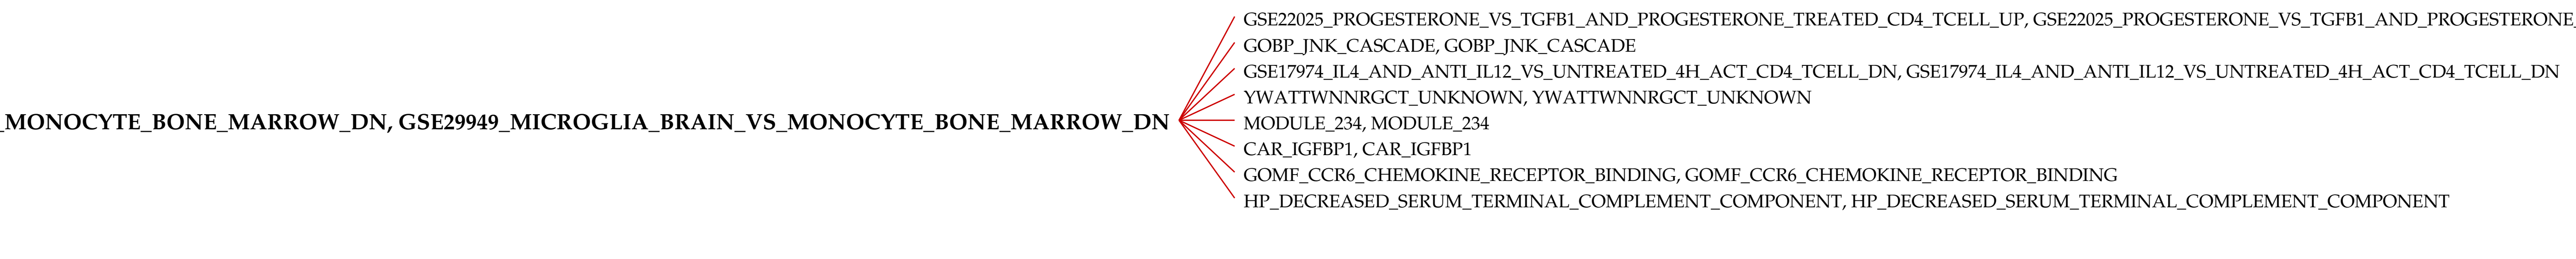 GSE22025_PROGESTERONE_VS_TGFB1_AND_PROGESTERONE_TREATED_CD4_TCELL_UP, GSE22025_PROGESTERONE_VS_TGFB1_AND_PROGESTERONE_
GOBP_JNK_CASCADE, GOBP_JNK_CASCADE
GSE17974_IL4_AND_ANTI_IL12_VS_UNTREATED_4H_ACT_CD4_TCELL_DN, GSE17974_IL4_AND_ANTI_IL12_VS_UNTREATED_4H_ACT_CD4_TCELL_DN
YWATTWNNRGCT_UNKNOWN, YWATTWNNRGCT_UNKNOWN
_MONOCYTE_BONE_MARROW_DN, GSE29949_MICROGLIA_BRAIN_VS_MONOCYTE_BONE_MARROW_DN
MODULE_234, MODULE_234
CAR_IGFBP1, CAR_IGFBP1
GOMF_CCR6_CHEMOKINE_RECEPTOR_BINDING, GOMF_CCR6_CHEMOKINE_RECEPTOR_BINDING
HP_DECREASED_SERUM_TERMINAL_COMPLEMENT_COMPONENT, HP_DECREASED_SERUM_TERMINAL_COMPLEMENT_COMPONENT